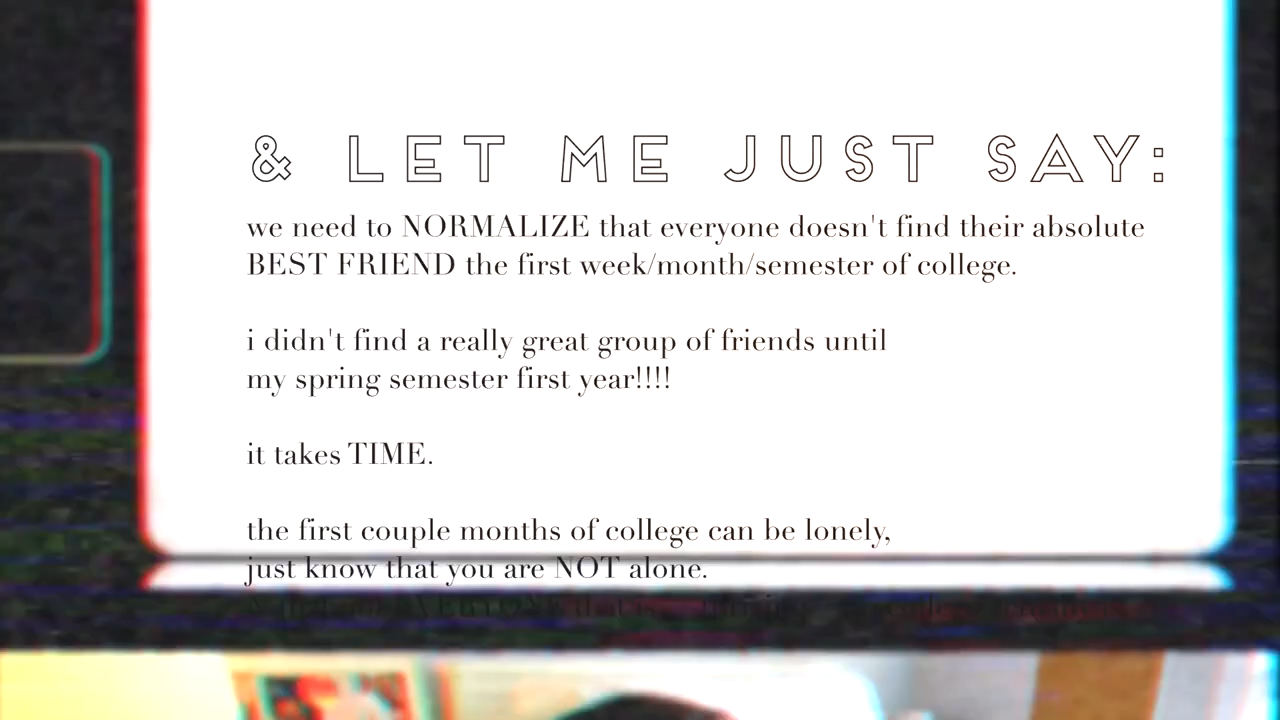 & LET ME JUST SAY:
we need to NORMALIZE that everyone doesn't find their absolute
BEST FRIEND the first week/month/semester of college.
i didn't find a really great group of friends until
my spring semester first year!!!!
it takes TIME.
the first couple months of college can be lonely,
just know that you are NOT alone.